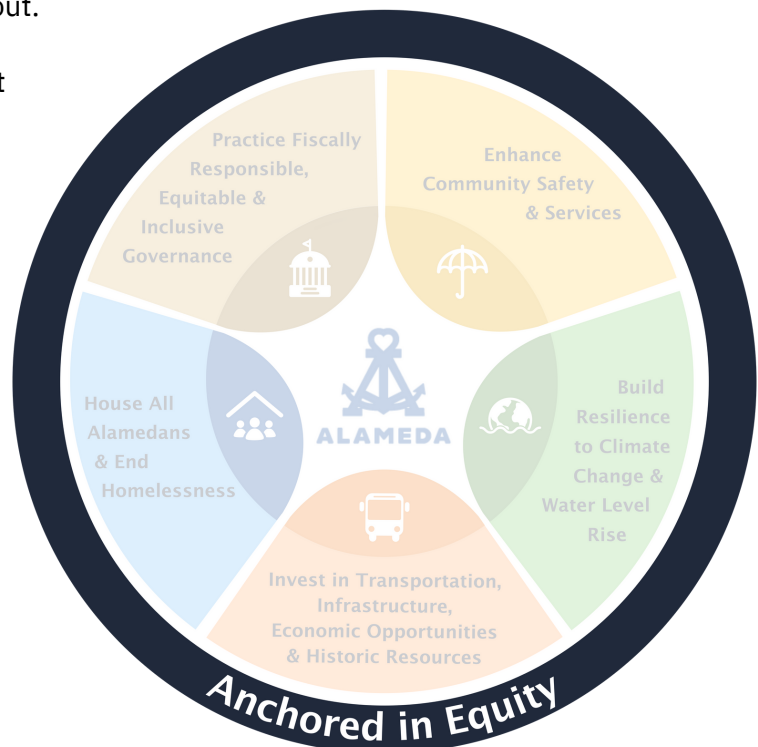 out.
t
Practice Fiscally
Responsible,
Equitable &
Inclusive
Governance
Enhance
Community Safety
& Services
House All
Alamedans
& End
Homelessness
ALAMEDA
Build
Resilience
to Climate
Change &
Water Level
Rise
Invest in Transportation,
Infrastructure,
Economic Opportunities
& Historic Resources
Anchored in Equity